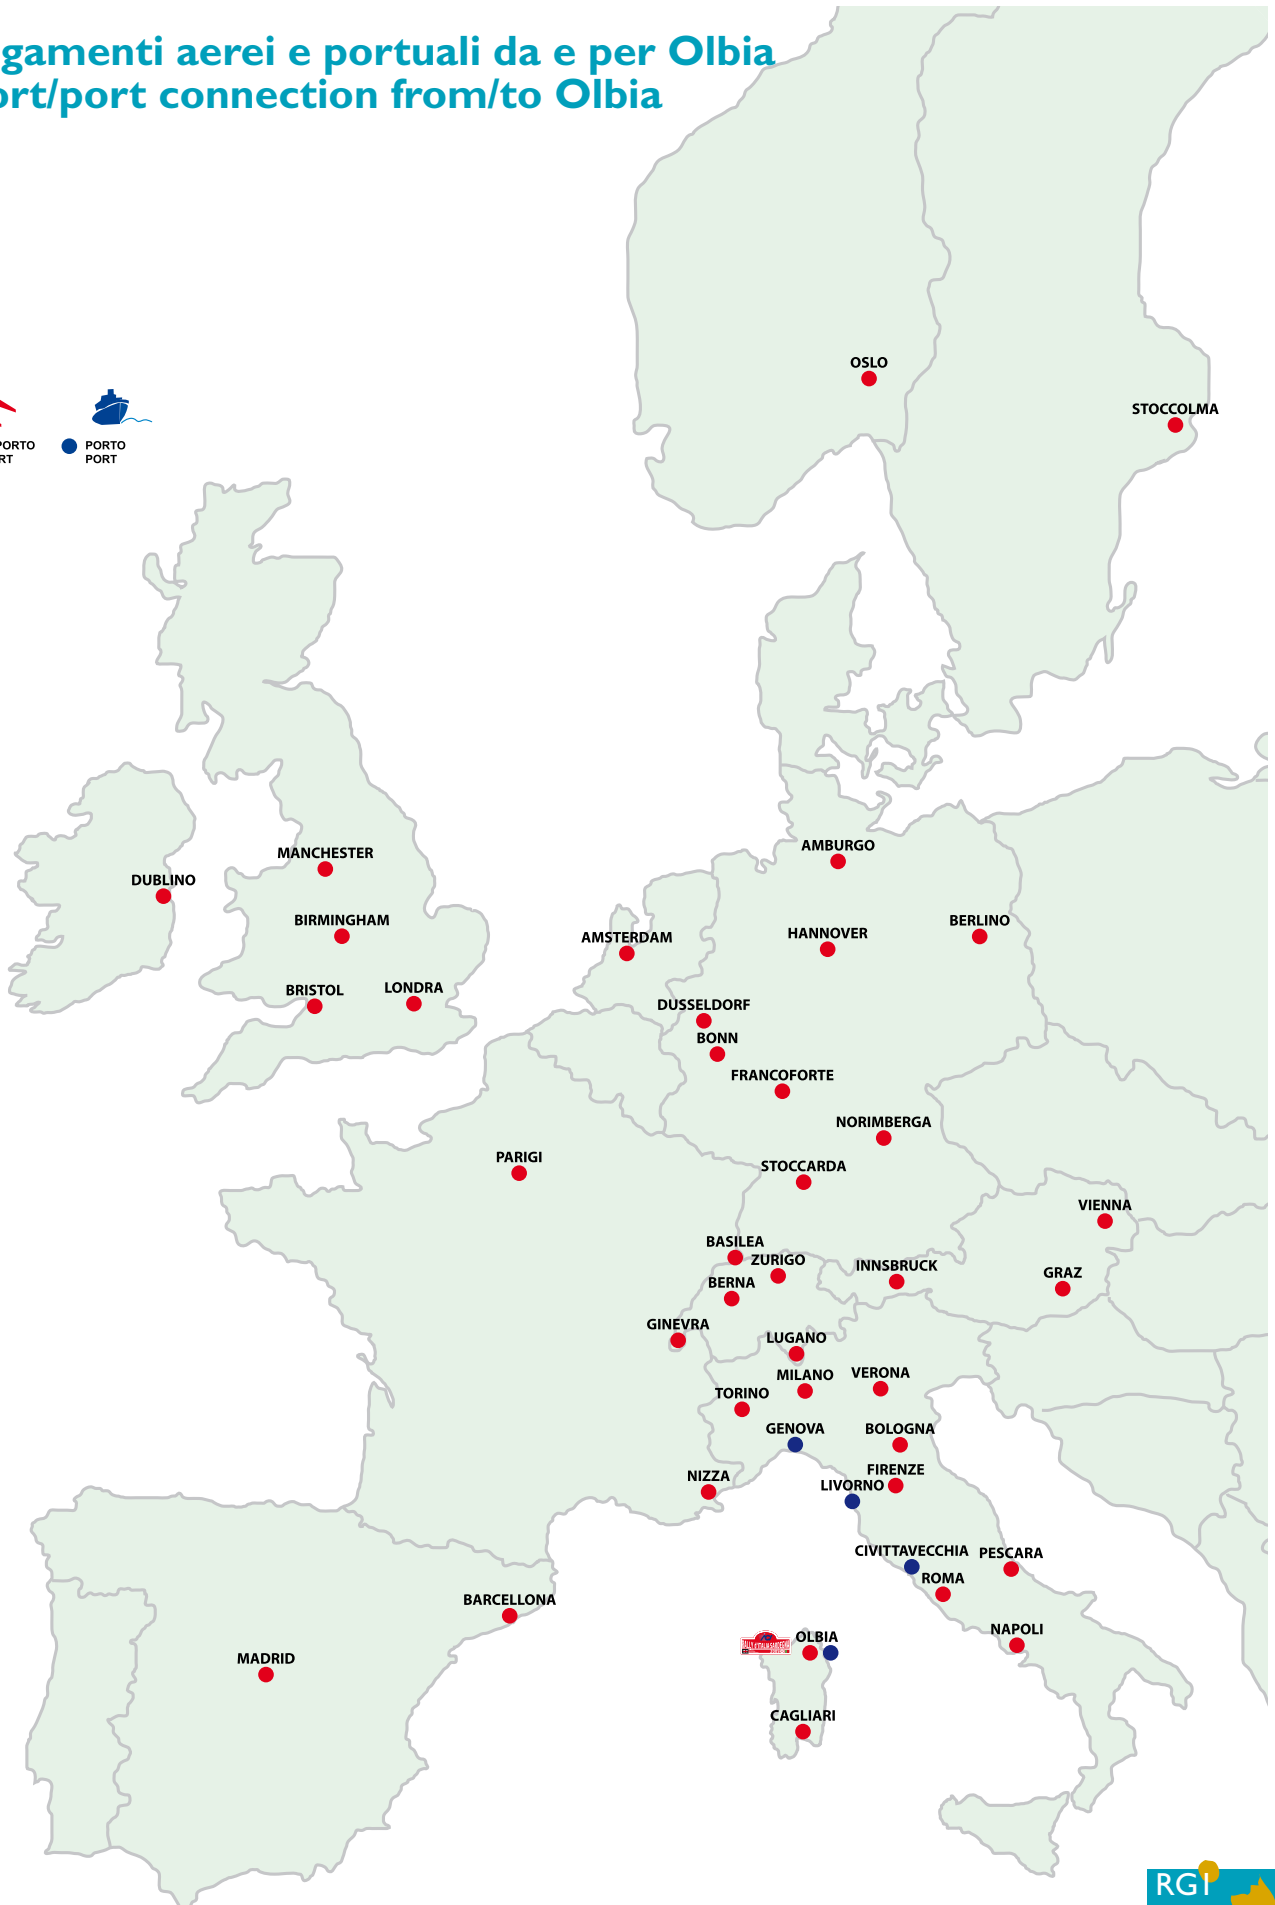 gamenti aerei e portuali da e per Olbia
ort/port connection from/to Olbia
OSLO
STOCCOLMA
PORTO
RT
PORTO
PORT
AMBURGO
MANCHESTER
DUBLINO
BIRMINGHAM
BERLINO
HANNOVER
AMSTERDAM
BRISTOL
LONDRA
DUSSELDORF
BONN
FRANCOFORTE
NORIMBERGA
PARIGI
STOCCARDA
VIENNA
BASILEA
ZURIGO
INNSBRUCK
GRAZ
BERNA
GINEVRA
LUGANO
MILANO
VERONA
TORINO
GENOVA
BOLOGNA
FIRENZE
NIZZA
LIVORNO
CIVITTAVECCHIA
PESCARA
ROMA
BARCELLONA
NAPOLI
OLBIA
MADRID
CAGLIARI
RGI